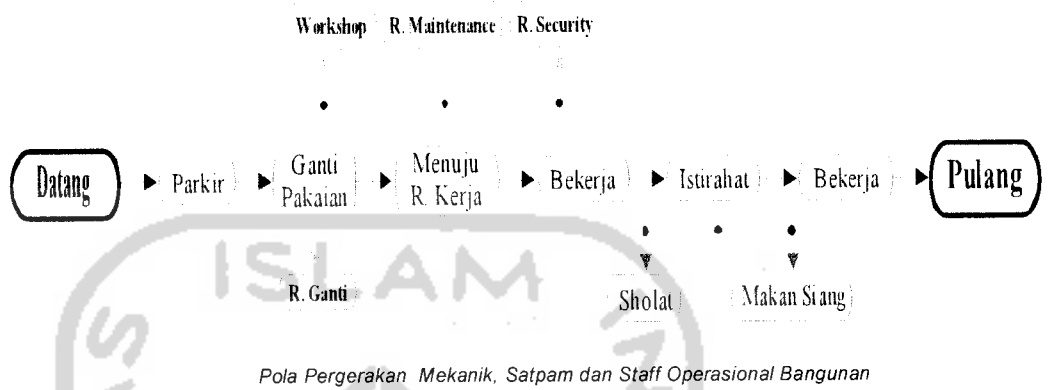 Workshop R. Maintenance R. Security
Datang Parkir Ganti Pakaian Menuju R. Kerja Bekerja Istirahat Bekerja Pulang
R. Ganti Sholat Makan Siang
ISLAM
Pola Pergerakan Mekanik, Satpam dan Staff Operasional Bangunan